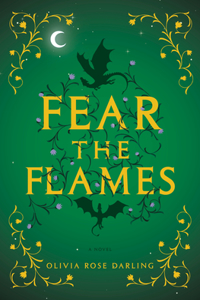 FEAR
THE
FLAMES
A NOVEL
OLIVIA ROSE DARLING